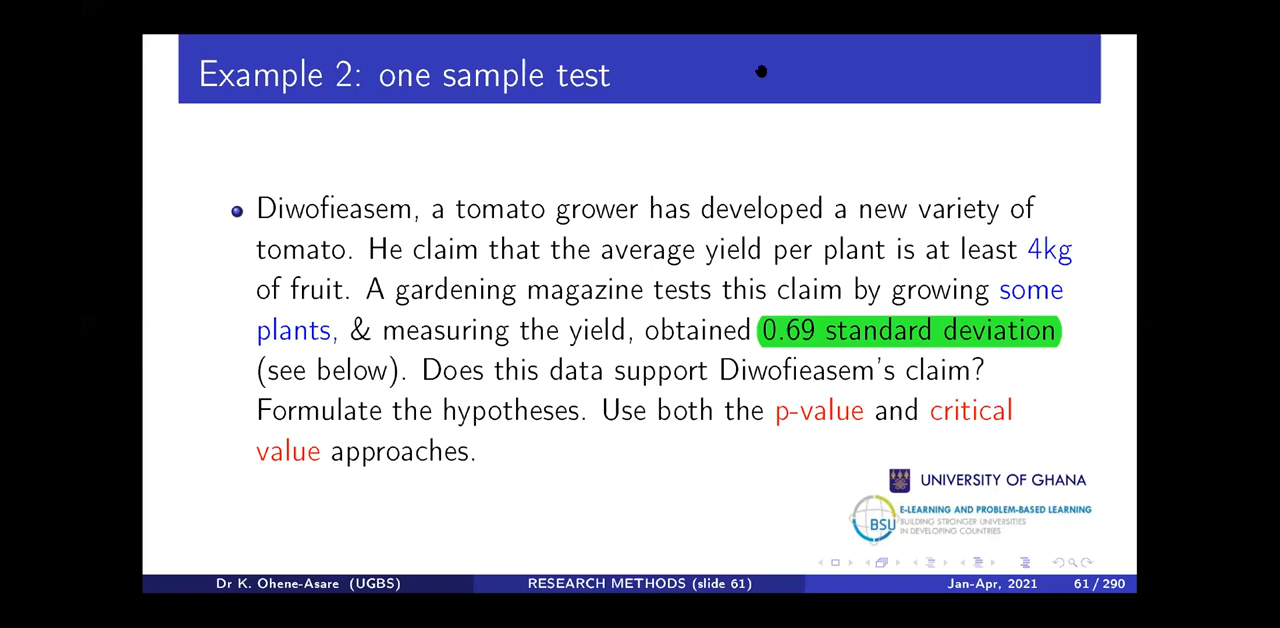 Example 2: one sample test
Diwofieasem, a tomato grower has developed a new variety of
tomato. He claim that the average yield per plant is at least 4kg
of fruit. A gardening magazine tests this claim by growing some
plants, & measuring the yield, obtained 0.69 standard deviation
(see below). Does this data support Diwofieasem's claim?
Formulate the hypotheses. Use both the p-value and critical
value approaches.
UNIVERSITY OF GHANA
E-LEARNING AND PROBLEM-BASED LEARNING
BSU BUILDING STRONGER UNIVERSITIES
IN DEVELOPING COUNTRIES
Dr K. Ohene-Asare (UGBS) RESEARCH METHODS (slide 61) Jan-Apr, 2021 61 / 290